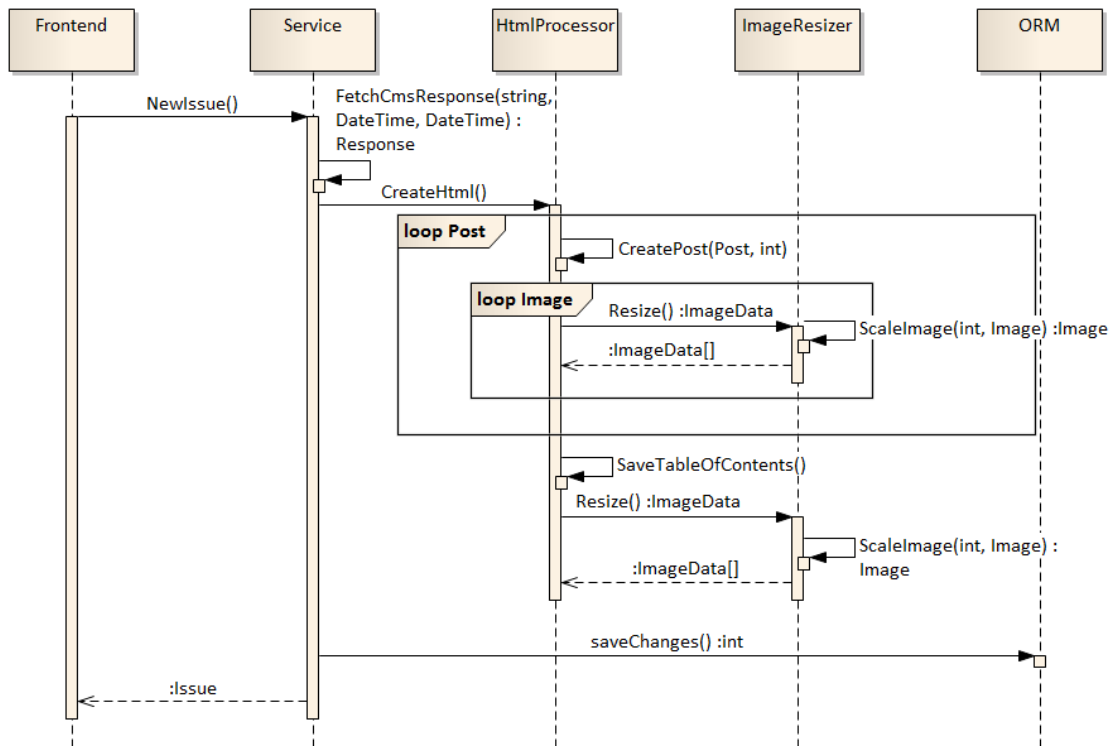 Frontend
Service
HtmlProcessor
ImageResizer
ORM
NewIssue()
FetchCmsResponse(string,
DateTime, DateTime) :
Response
CreateHtml()
loop Post
CreatePost(Post, int)
loop Image
Resize() :ImageData
ScaleImage(int, Image) :Image
:ImageData[]
SaveTableOfContents()
Resize() :ImageData
ScaleImage(int, Image) :
Image
:ImageData[]
saveChanges() :int
:Issue